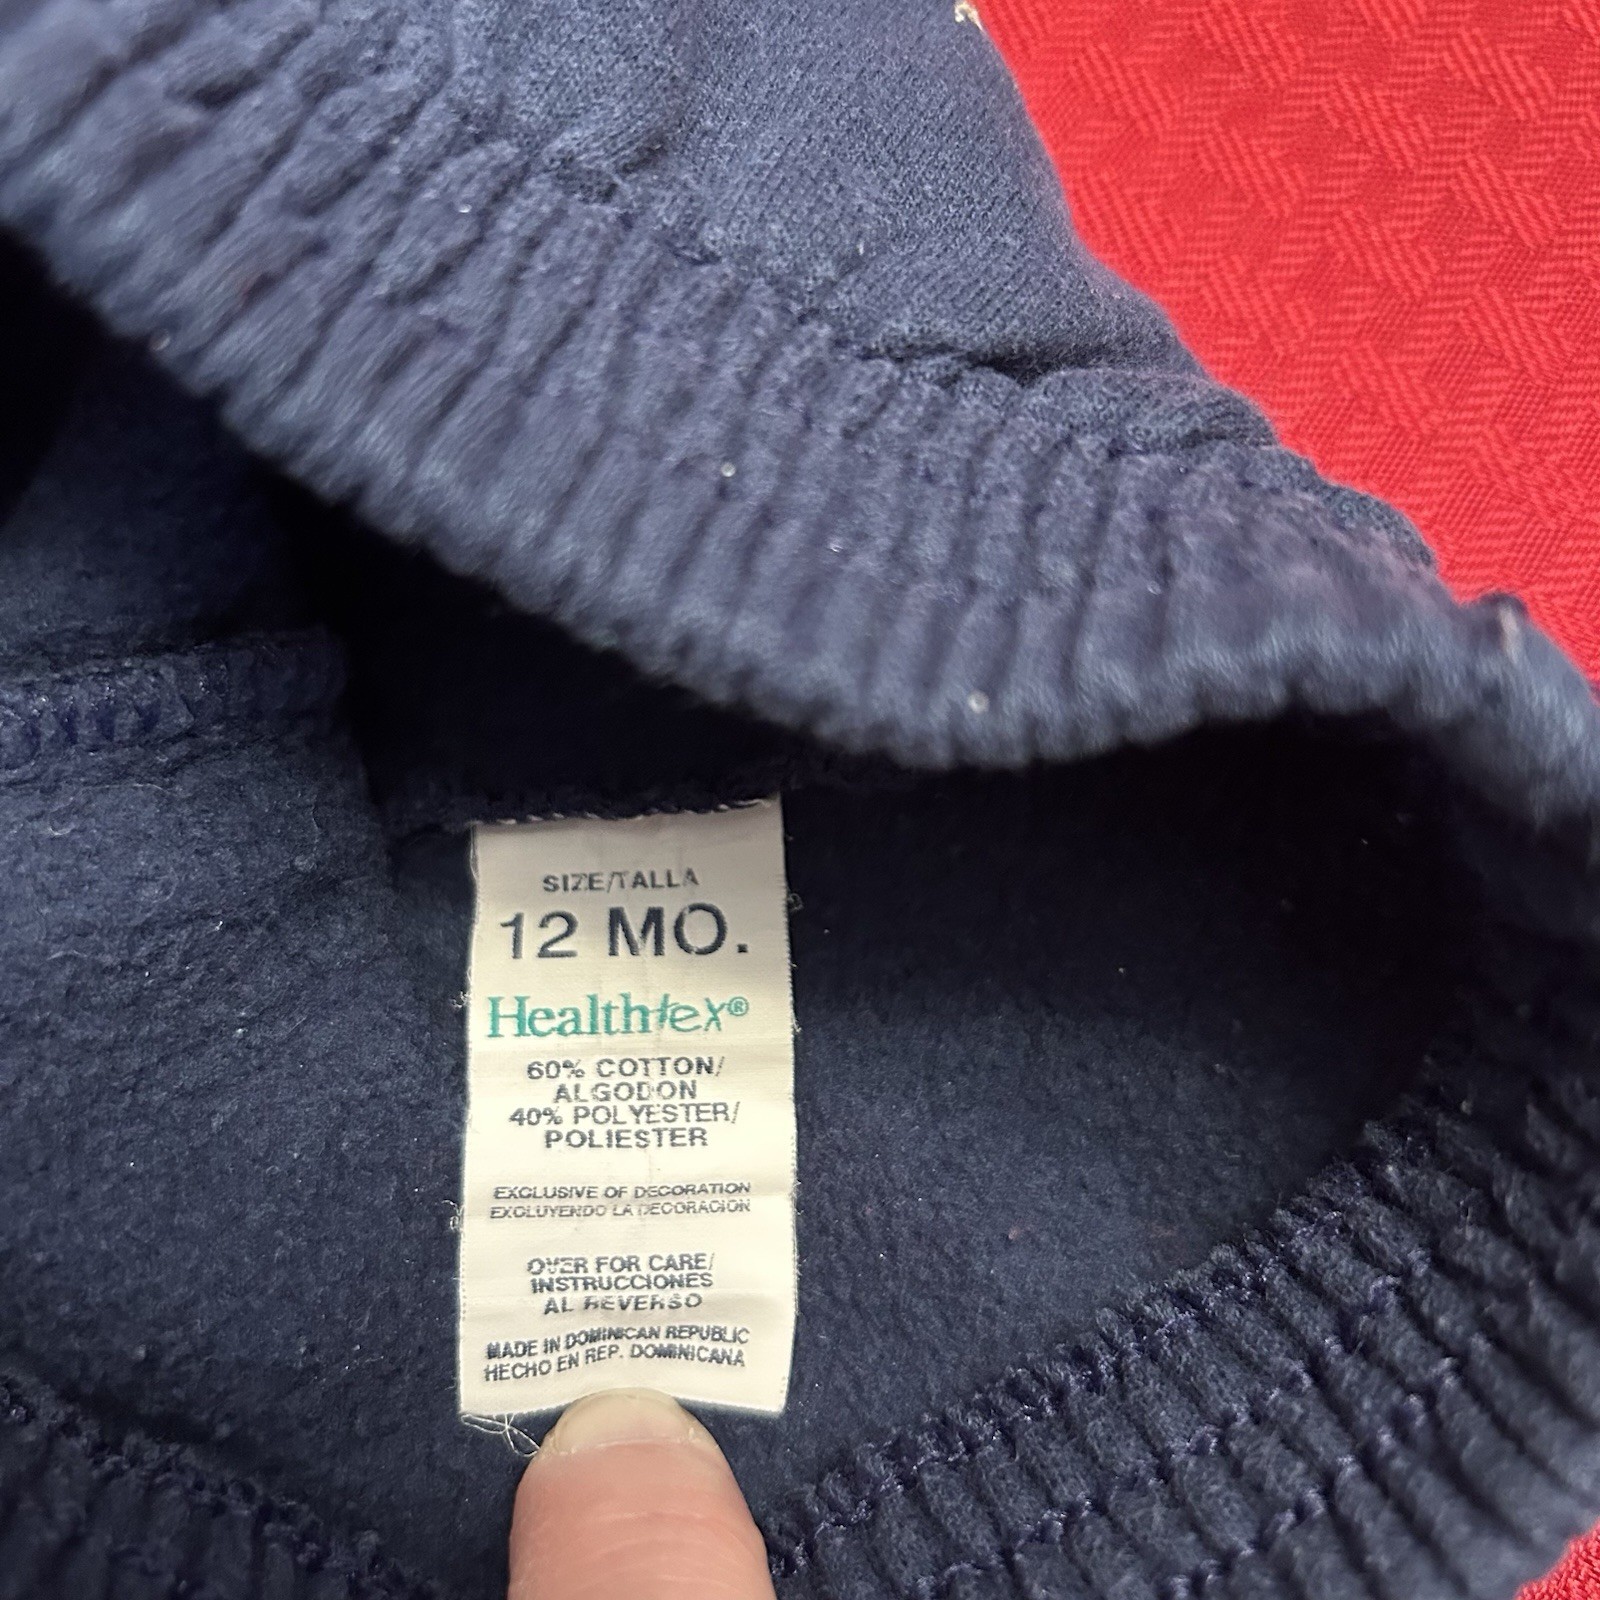 SIZE/TALLA
12 MO.
Healthtex®
60% COTTON/
ALGODON
40% POLYESTER/
POLIESTER
EXCLUSIVE OF DECORATION
EXCLUYENDO LA DECORACION
OVER FOR CARE/
INSTRUCCIONES
AL REVERSO
MADE IN DOMINICAN REPUBLIC
HECHO EN REP. DOMINICANA